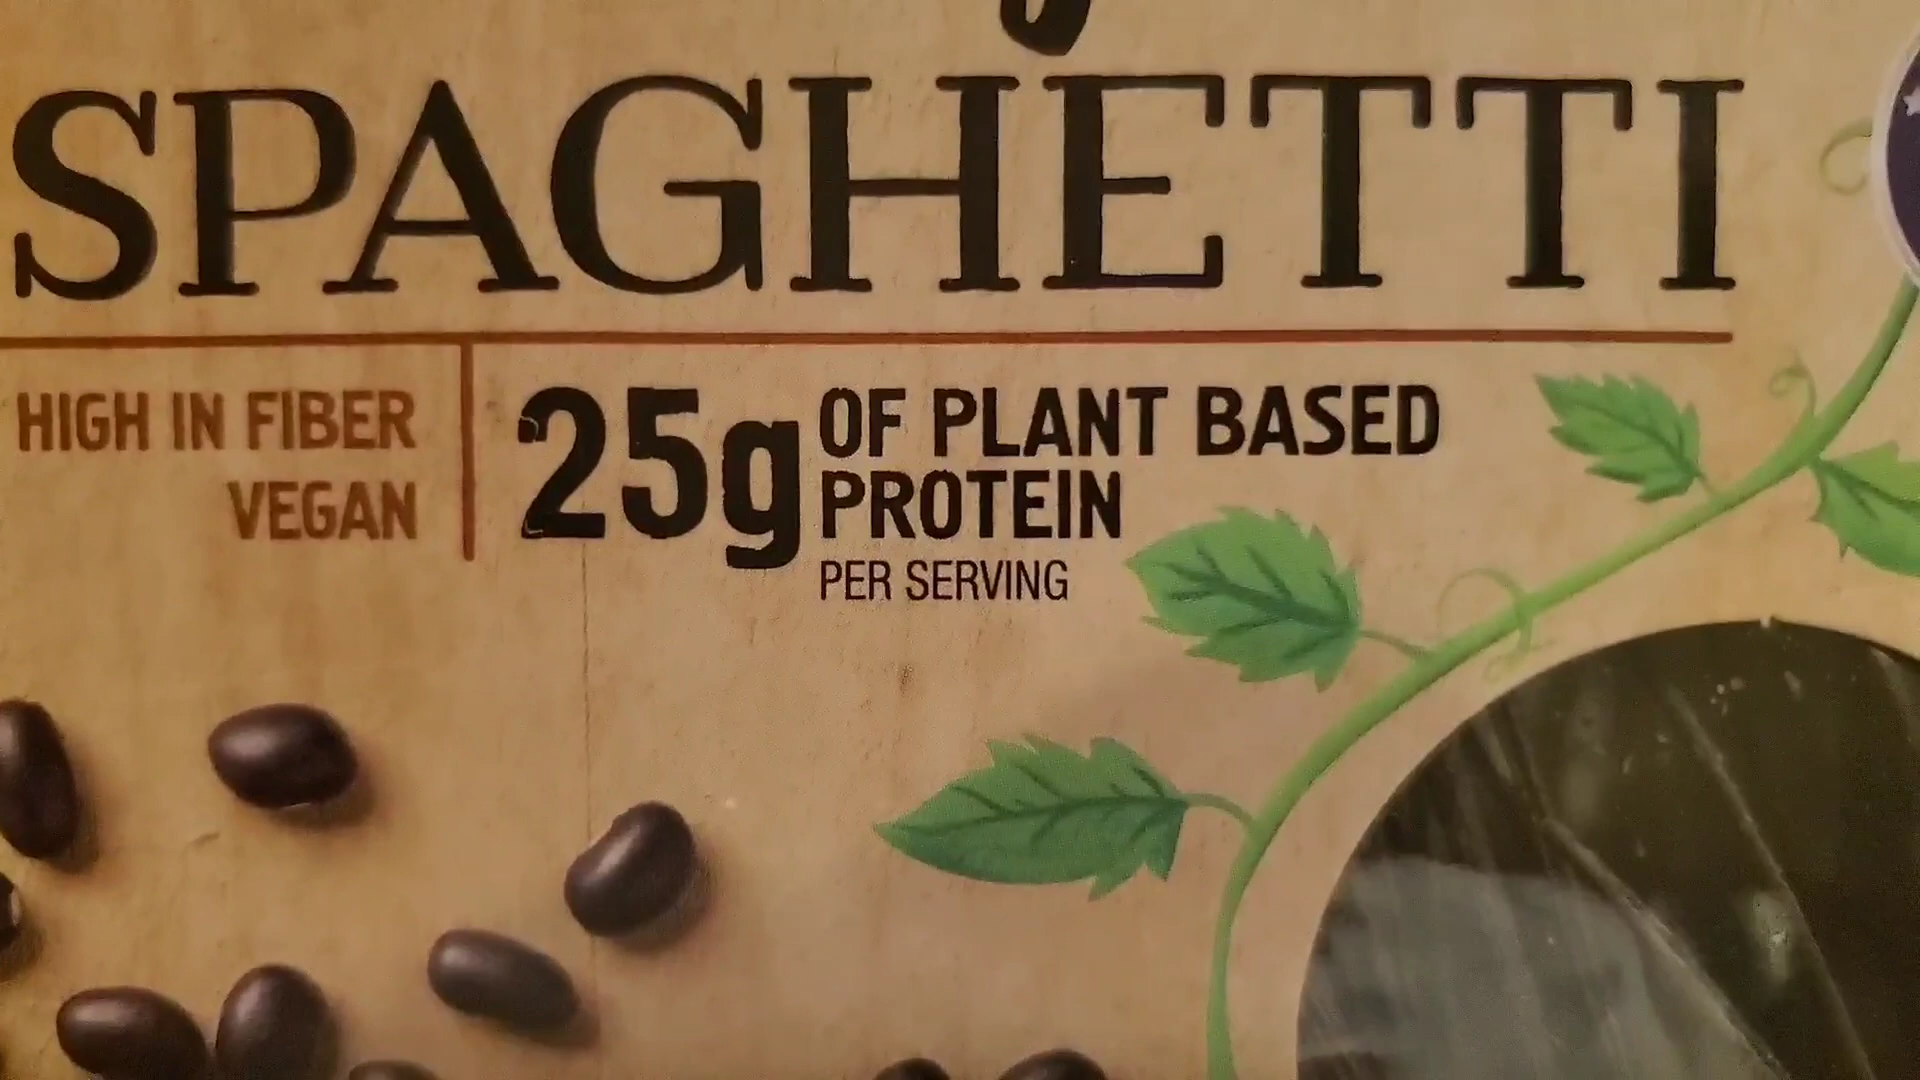 SPAGHETTI
HIGH IN FIBER
VEGAN
25g OF PLANT BASED
PROTEIN
PER SERVING